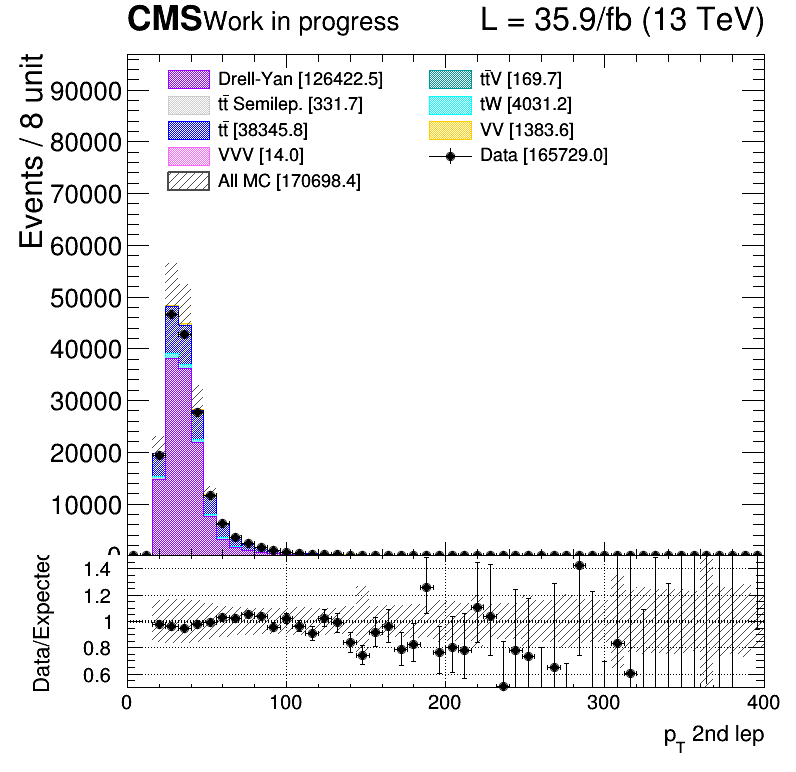 CMS Work in progress L = 35.9/fb (13 TeV)
Events / 8 unit
90000
80000
70000
60000
50000
40000
30000
20000
10000
0
Drell-Yan [126422.5]
tt̄ Semilep. [331.7]
tt̄ [38345.8]
VVV [14.0]
All MC [170698.4]
tt̄V [169.7]
tW [4031.2]
VV [1383.6]
Data [165729.0]
Data/Expected
1.4
1.2
1
0.8
0.6
0 100 200 300 400
p_T 2nd lep